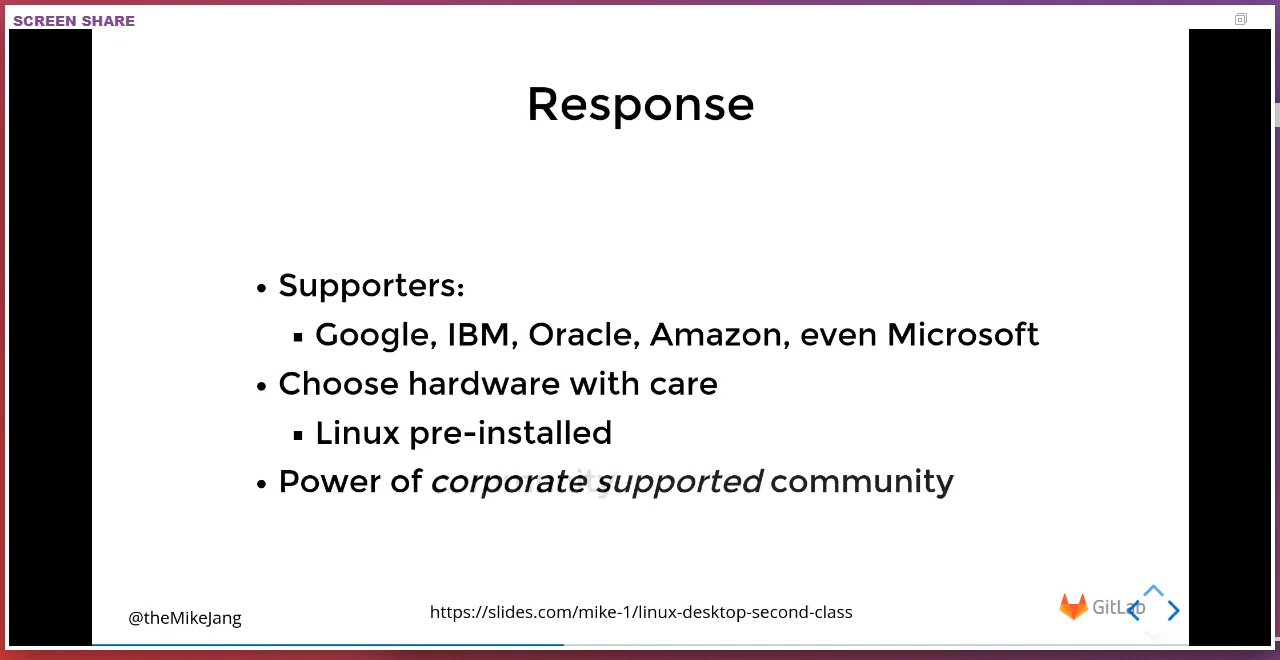 SCREEN SHARE
Response
Supporters:
Google, IBM, Oracle, Amazon, even Microsoft
Choose hardware with care
Linux pre-installed
Power of corporate supported community
@theMikeJang
https://slides.com/mike-1/linux-desktop-second-class
GitLab